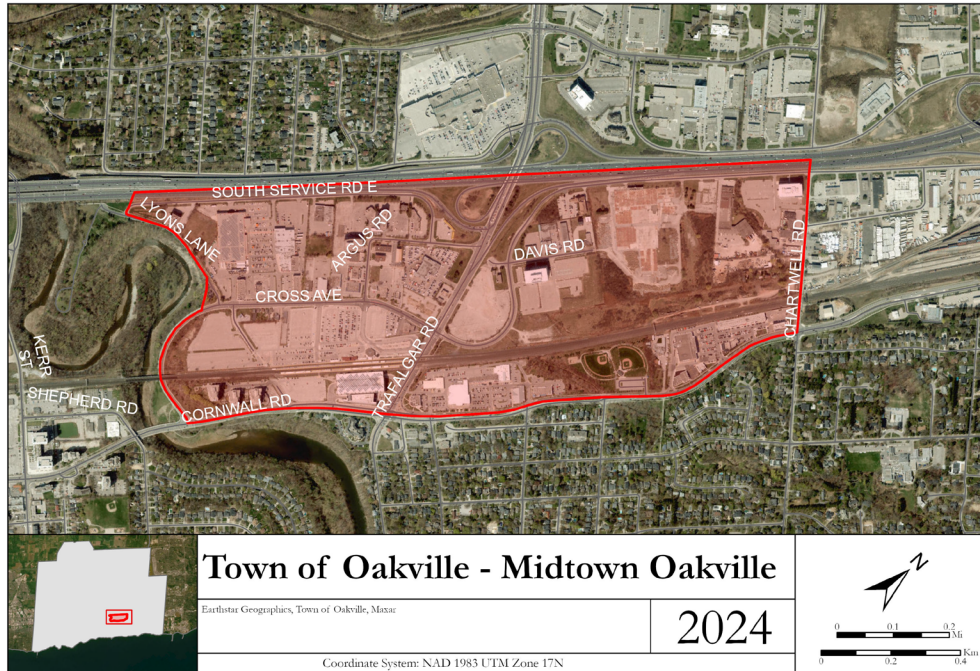 SOUTH SERVICE RD E
LYONS LANE
ARGUS RD
DAVIS RD
CROSS AVE
CHARTWELL RD
TRAFALGAR RD
KERR ST
SHEPHERD RD
CORNWALL RD
Town of Oakville - Midtown Oakville
Earthstar Geographics, Town of Oakville, Maxar
2024
Coordinate System: NAD 1983 UTM Zone 17N
N
0 0.1 0.2
Mi
Km
0 0.2 0.4